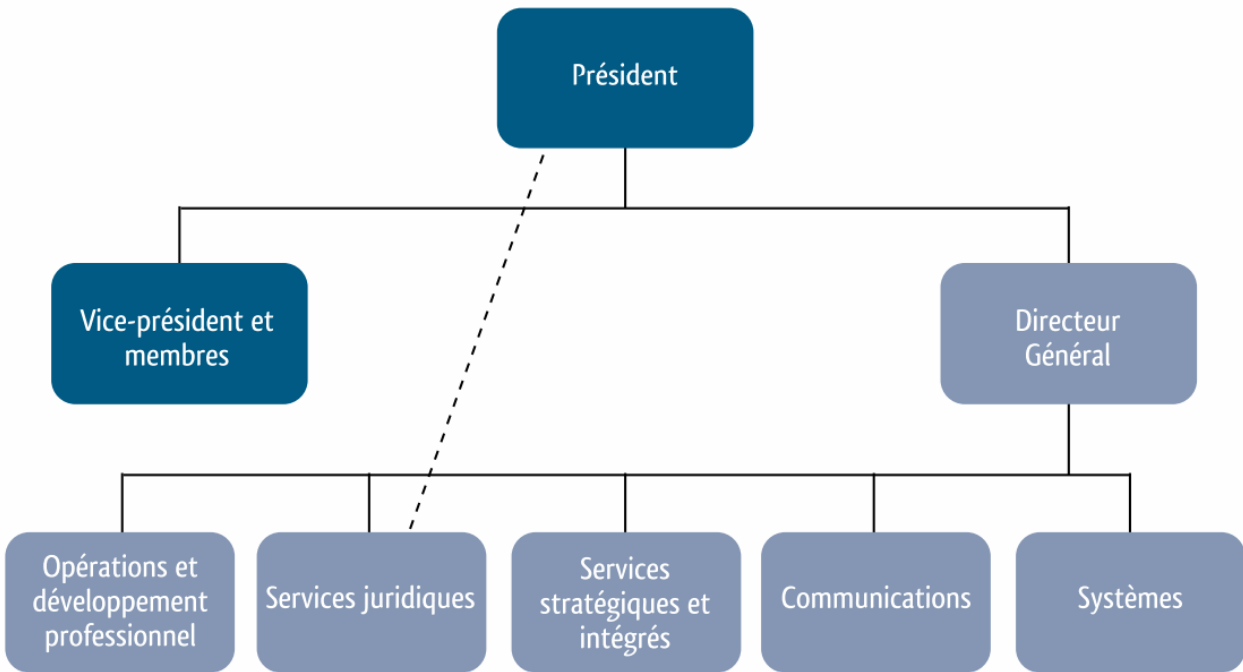 Président
Vice-président et
membres
Directeur
Général
Opérations et
développement
professionnel
Services juridiques
Services
stratégiques et
intégrés
Communications
Systèmes